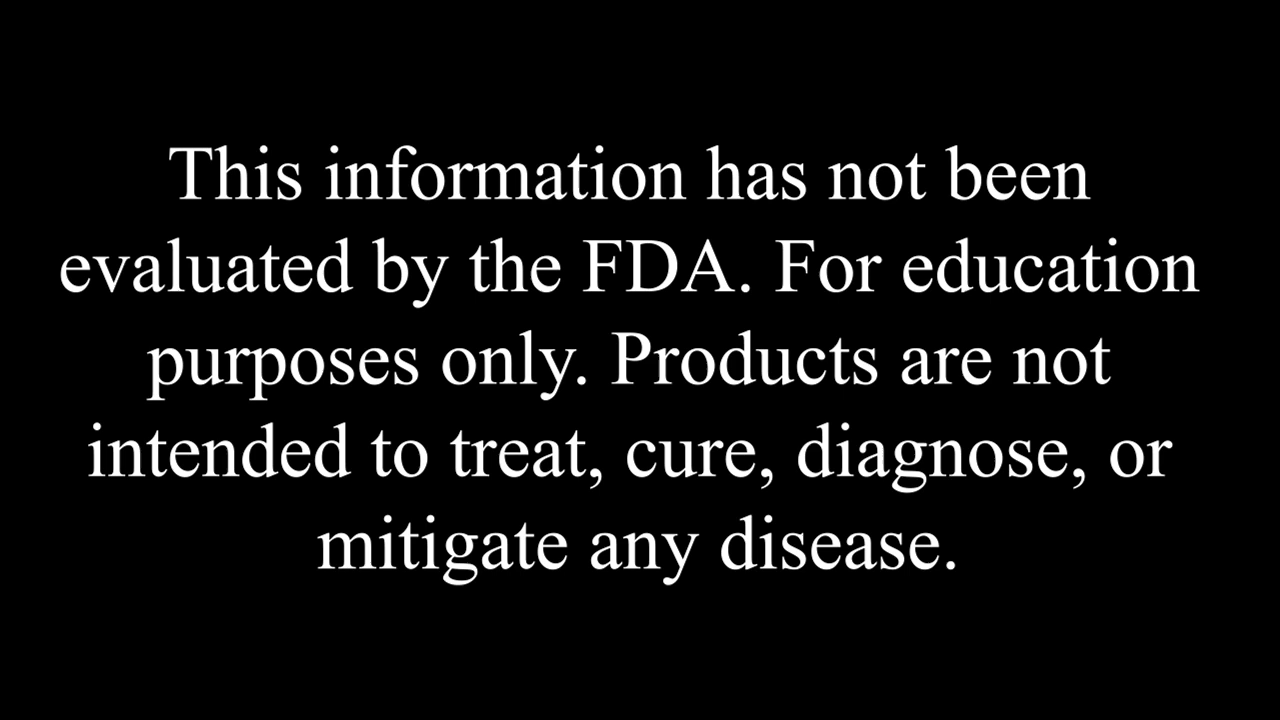 This information has not been
evaluated by the FDA. For education
purposes only. Products are not
intended to treat, cure, diagnose, or
mitigate any disease.